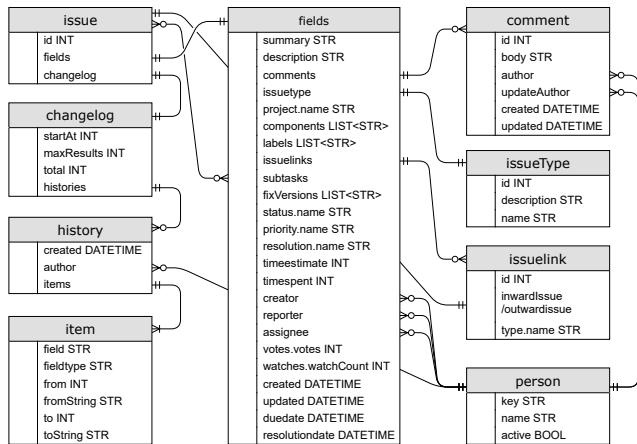 issue
id INT
fields
changelog
changelog
startAt INT
maxResults INT
total INT
histories
history
created DATETIME
author
items
item
field STR
fieldtype STR
from INT
fromString STR
to INT
toString STR
fields
summary STR
description STR
comments
issuetype
project.name STR
components LIST<STR>
labels LIST<STR>
issuelinks
subtasks
fixVersions LIST<STR>
status.name STR
priority.name STR
resolution.name STR
timeestimate INT
timespent INT
creator
reporter
assignee
votes.votes INT
watches.watchCount INT
created DATETIME
updated DATETIME
duedate DATETIME
resolutiondate DATETIME
comment
id INT
body STR
author
updateAuthor
created DATETIME
updated DATETIME
issueType
id INT
description STR
name STR
issuelink
id INT
inwardIssue
/outwardissue
type.name STR
person
key STR
name STR
active BOOL